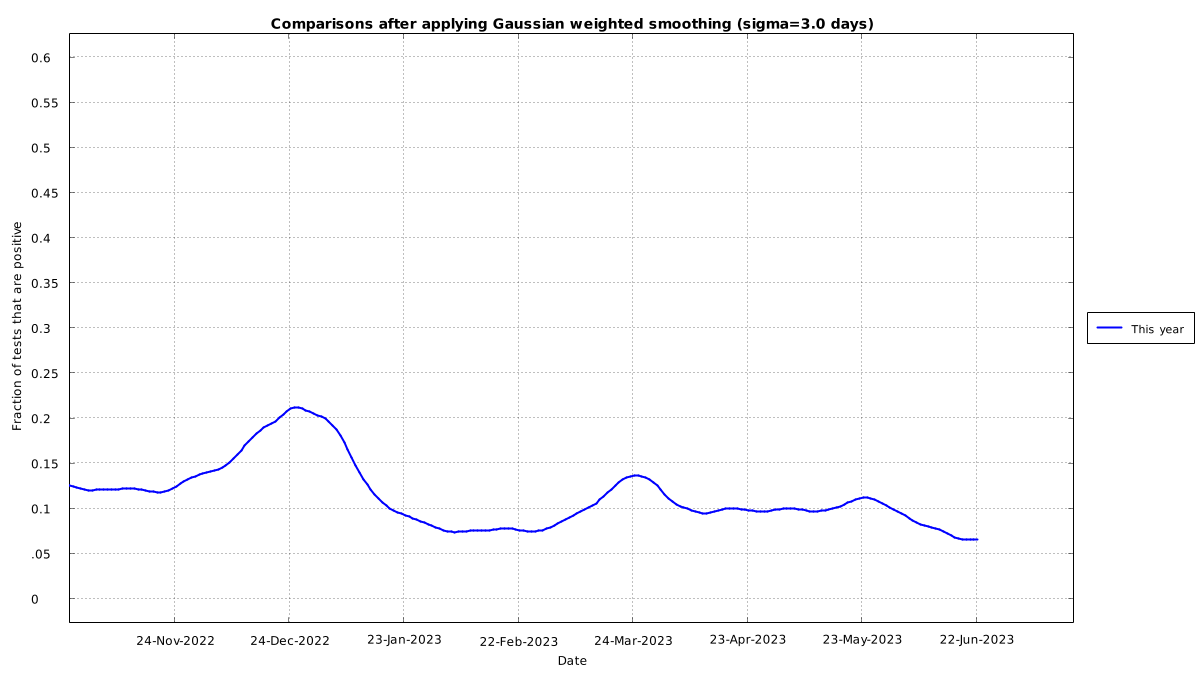 Comparisons after applying Gaussian weighted smoothing (sigma=3.0 days)
0.6
0.55
0.5
0.45
0.4
0.35
0.3
0.25
0.2
0.15
0.1
.05
0
Fraction of tests that are positive
24-Nov-2022 24-Dec-2022 23-Jan-2023 22-Feb-2023 24-Mar-2023 23-Apr-2023 23-May-2023 22-Jun-2023
Date
This year